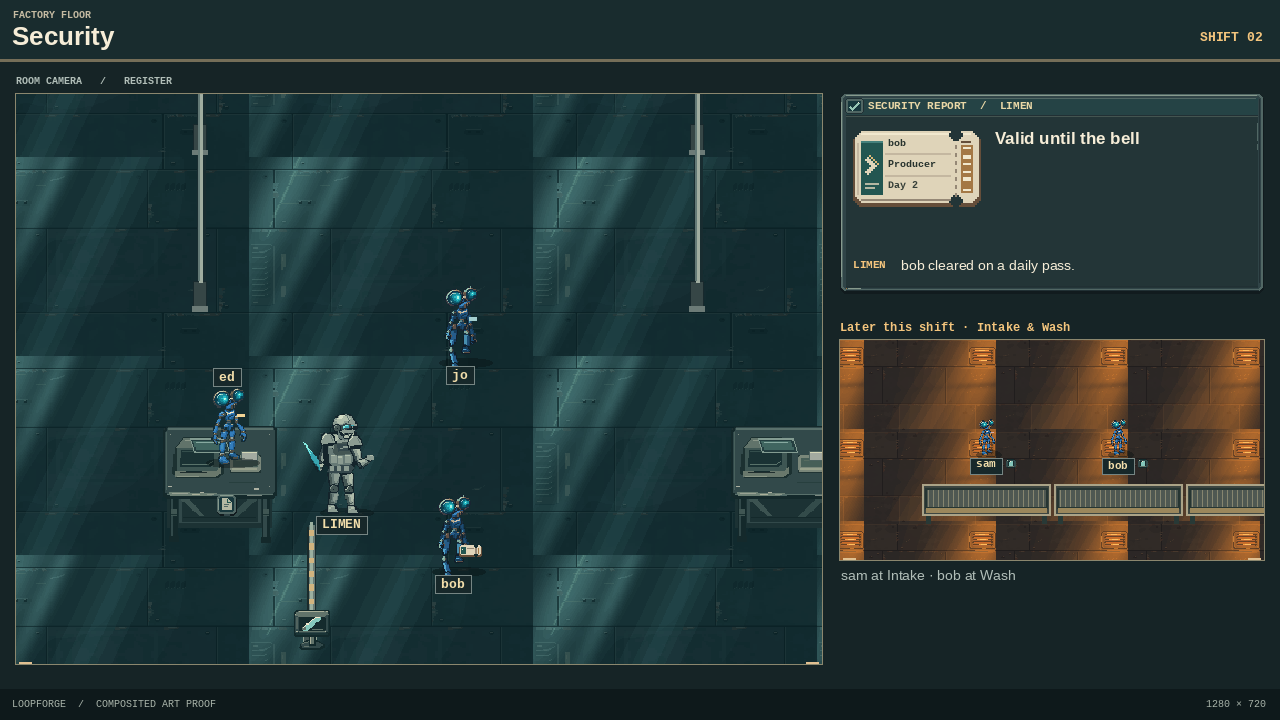 FACTORY FLOOR
Security
SHIFT 02
ROOM CAMERA / REGISTER
ed
jo
LIMEN
bob
SECURITY REPORT / LIMEN
bob
Producer
Day 2
Valid until the bell
LIMEN bob cleared on a daily pass.
Later this shift · Intake & Wash
sam
bob
sam at Intake · bob at Wash
LOOPFORGE / COMPOSITED ART PROOF
1280 × 720